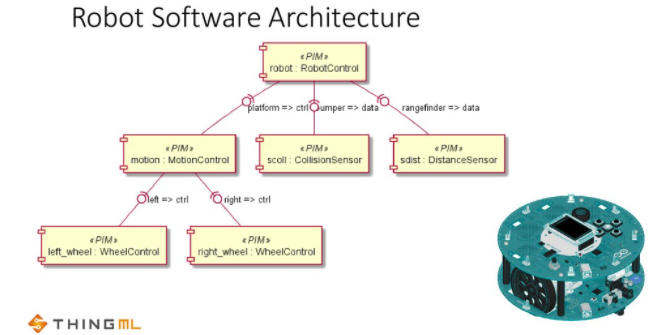 Robot Software Architecture
«PIM»
robot : RobotControl
platform => ctrl
bumper => data
rangefinder => data
«PIM»
motion : MotionControl
«PIM»
scoll : CollisionSensor
«PIM»
sdist : DistanceSensor
left => ctrl
right => ctrl
«PIM»
left_wheel : WheelControl
«PIM»
right_wheel : WheelControl
THINGML